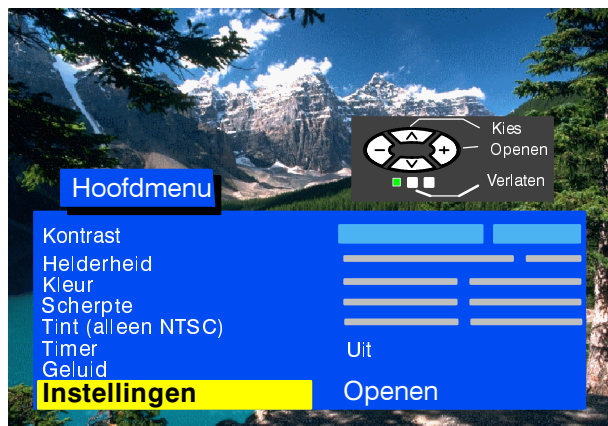 Kies
Openen
Verlaten
Hoofdmenu
Kontrast
Helderheid
Kleur
Scherpte
Tint (alleen NTSC)
Timer Uit
Geluid
Instellingen Openen